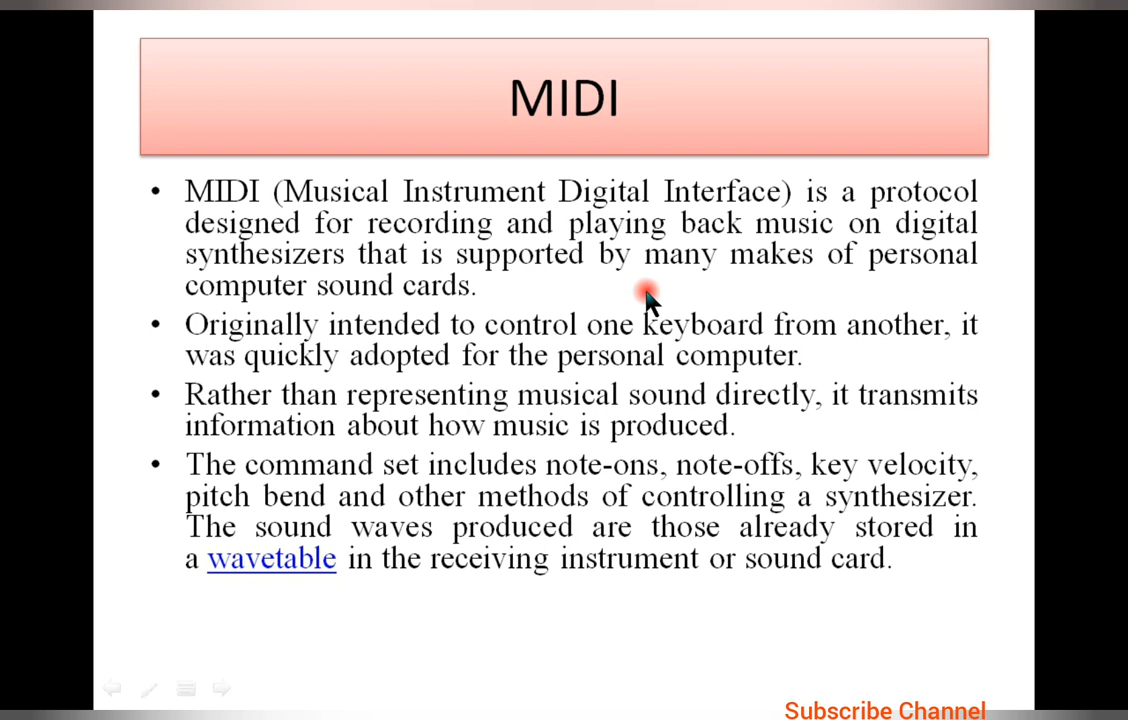 MIDI
• MIDI (Musical Instrument Digital Interface) is a protocol
designed for recording and playing back music on digital
synthesizers that is supported by many makes of personal
computer sound cards.
• Originally intended to control one keyboard from another, it
was quickly adopted for the personal computer.
• Rather than representing musical sound directly, it transmits
information about how music is produced.
• The command set includes note-ons, note-offs, key velocity,
pitch bend and other methods of controlling a synthesizer.
The sound waves produced are those already stored in
a wavetable in the receiving instrument or sound card.
Subscribe Channel